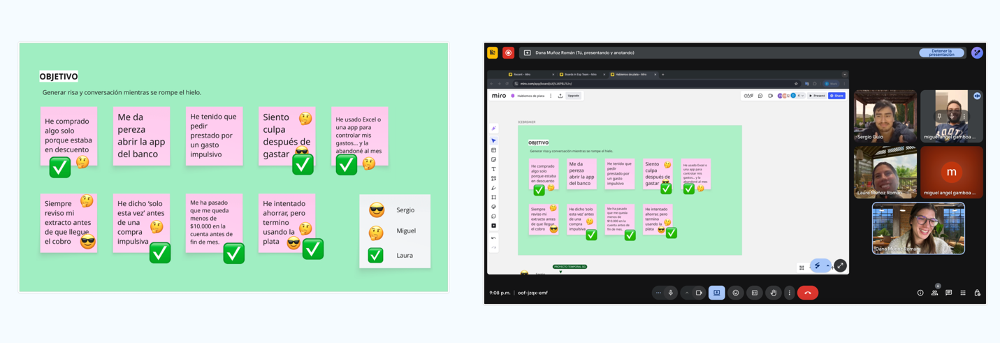 OBJETIVO
Generar risa y conversación mientras se rompe el hielo.
He comprado
algo solo
porque estaba
en descuento
Me da
pereza
abrir la app
del banco
He tenido que
pedir
prestado por
un gasto
impulsivo
Siento
culpa
después de
gastar
He usado Excel o
una app para
controlar mis
gastos... y la
abandoné al mes
Siempre
reviso mi
extracto antes
de que llegue
el cobro
He dicho ‘solo
esta vez’ antes
de una
compra
impulsiva
Me ha pasado
que me queda
menos de
$10.000 en la
cuenta antes de
fin de mes.
He intentado
ahorrar, pero
termino
usando la
plata
Sergio
Miguel
Laura
Dana Muñoz Román (Tú, presentando y anotando)
Detener la
presentación
Recent - Miro
Boards in Esp Team - Miro
Hablemos de plata - Miro
miro
Hablemos de plata
Upgrade
Present
Share
ICEBREAKER
OBJETIVO
Generar risa y conversación mientras se rompe el hielo.
He comprado
algo solo
porque estaba
en descuento
Me da
pereza
abrir la app
del banco
He tenido que
pedir
prestado por
un gasto
impulsivo
Siento
culpa
después de
gastar
He usado Excel o
una app para
controlar mis
gastos... y la
abandoné al mes
Siempre
reviso mi
extracto antes
de que llegue
el cobro
He dicho ‘solo
esta vez’ antes
de una
compra
impulsiva
Me ha pasado
que me queda
menos de
$10.000 en la
cuenta antes de
fin de mes.
He intentado
ahorrar, pero
termino
usando la
plata
PROYECTO TEMPORAL SIG
Sergio Guio
miguel angel gamboa ...
Laura Muñoz Román
m
miguel angel gamboa ...
Dana Muñoz Román
9:08 p.m. | oof-jzqx-emf
6